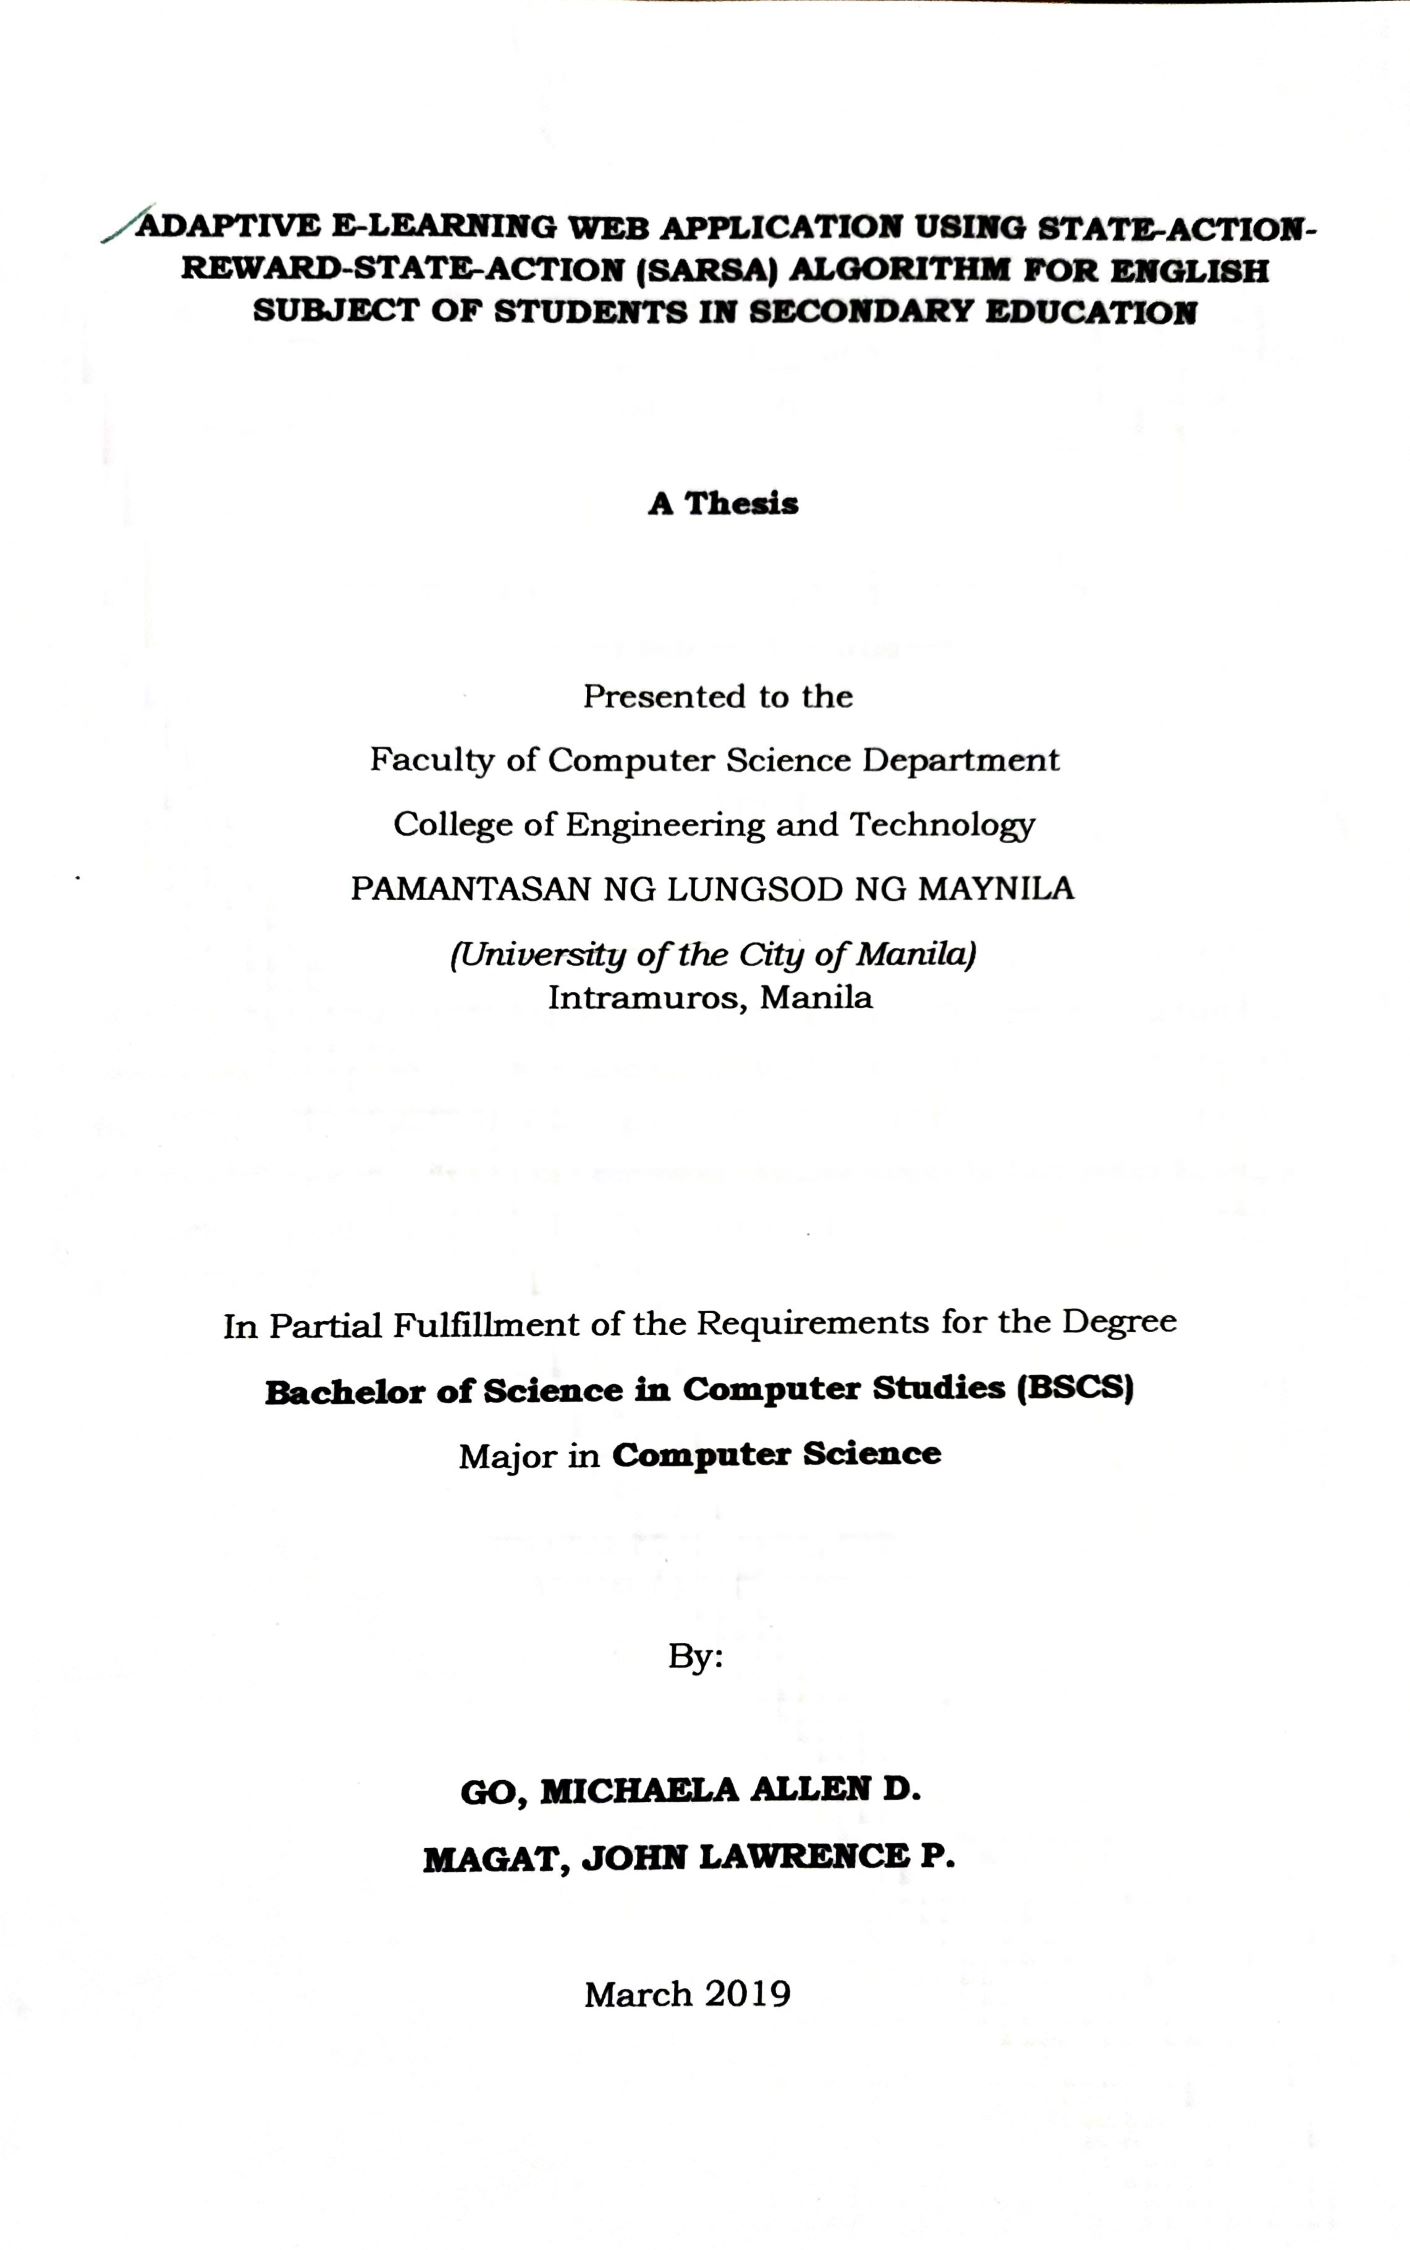 ADAPTIVE E-LEARNING WEB APPLICATION USING STATE-ACTION-
REWARD-STATE-ACTION (SARSA) ALGORITHM FOR ENGLISH
SUBJECT OF STUDENTS IN SECONDARY EDUCATION
A Thesis
Presented to the
Faculty of Computer Science Department
College of Engineering and Technology
PAMANTASAN NG LUNGSOD NG MAYNILA
(University of the City of Manila)
Intramuros, Manila
In Partial Fulfillment of the Requirements for the Degree
Bachelor of Science in Computer Studies (BSCS)
Major in Computer Science
By:
GO, MICHAELA ALLEN D.
MAGAT, JOHN LAWRENCE P.
March 2019